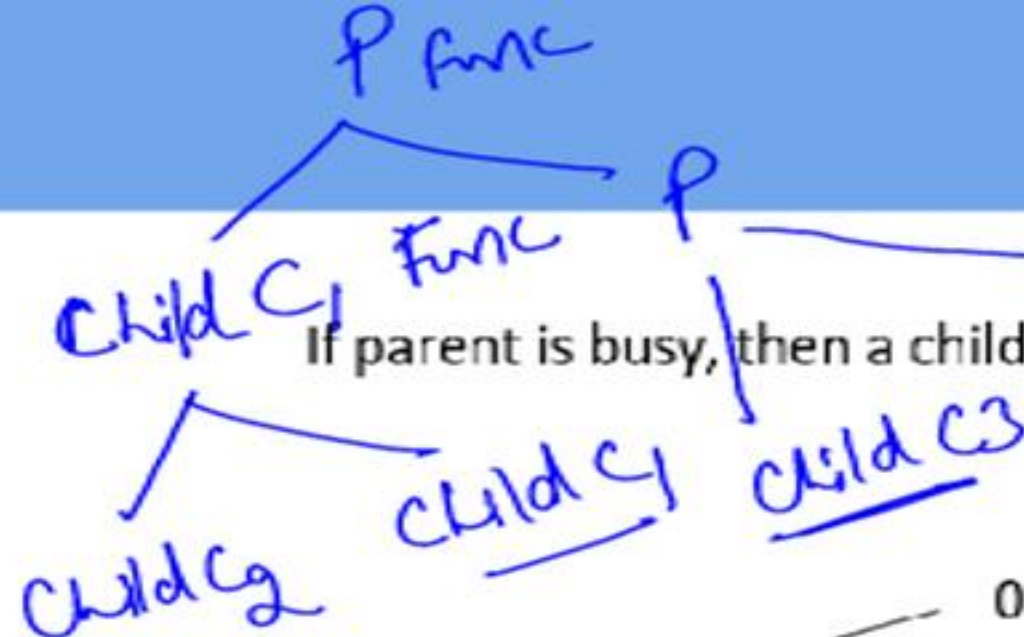 P func
P
Child C1 Func
If parent is busy, then a child
Child C2
Child C1
Child C3
0